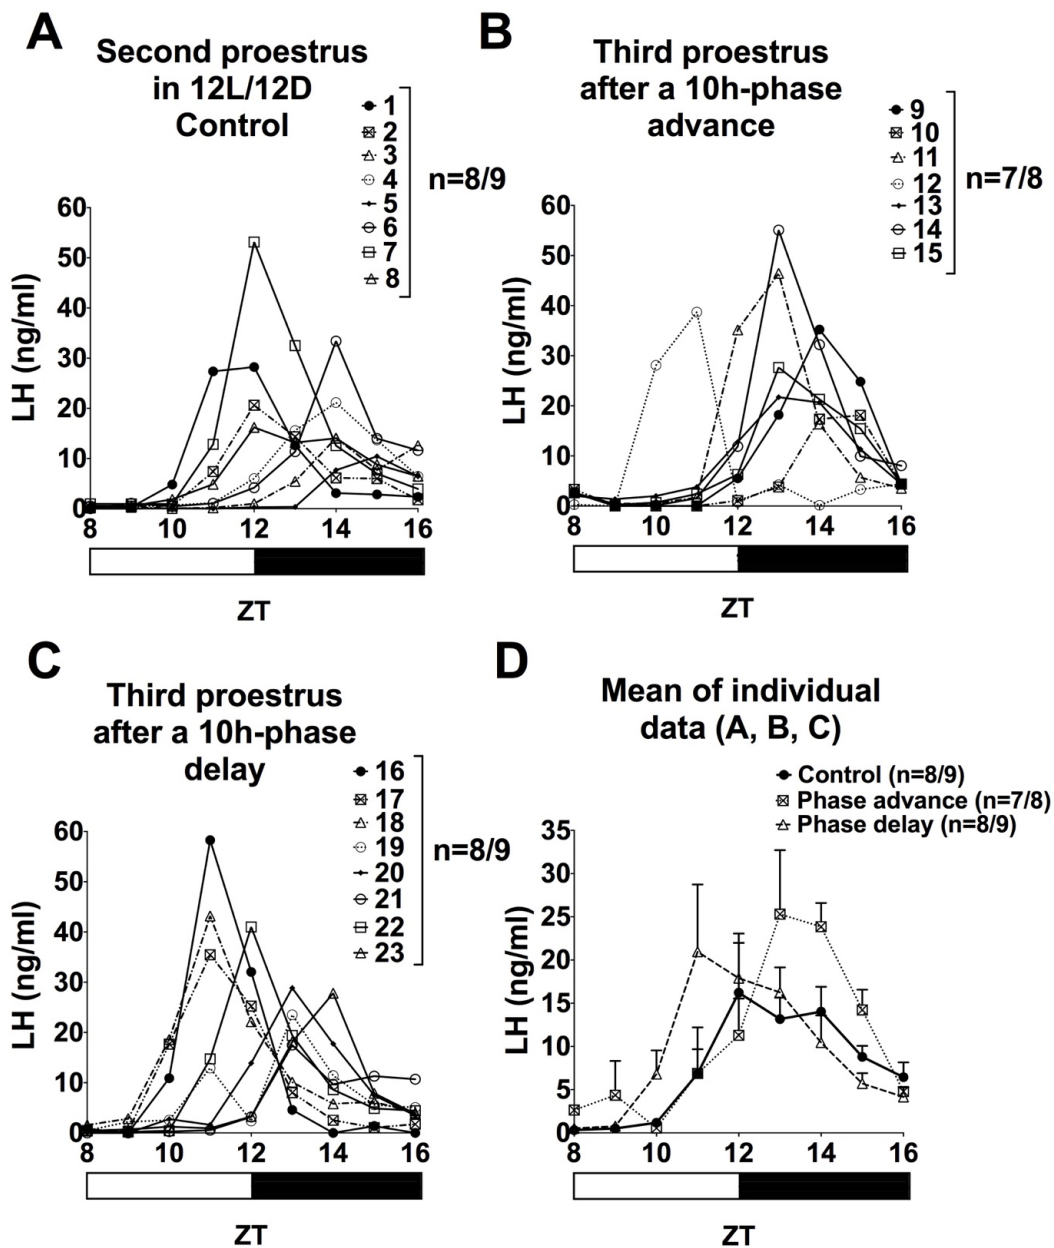 A
Second proestrus
in 12L/12D
Control
1
2
3
4
5
6
7
8
n=8/9
LH (ng/ml)
60
50
40
30
20
10
0
8 10 12 14 16
ZT
B
Third proestrus
after a 10h-phase
advance
9
10
11
12
13
14
15
n=7/8
LH (ng/ml)
60
50
40
30
20
10
0
8 10 12 14 16
ZT
C
Third proestrus
after a 10h-phase
delay
16
17
18
19
20
21
22
23
n=8/9
LH (ng/ml)
60
50
40
30
20
10
0
8 10 12 14 16
ZT
D
Mean of individual
data (A, B, C)
Control (n=8/9)
Phase advance (n=7/8)
Phase delay (n=8/9)
LH (ng/ml)
35
30
25
20
15
10
5
0
8 10 12 14 16
ZT